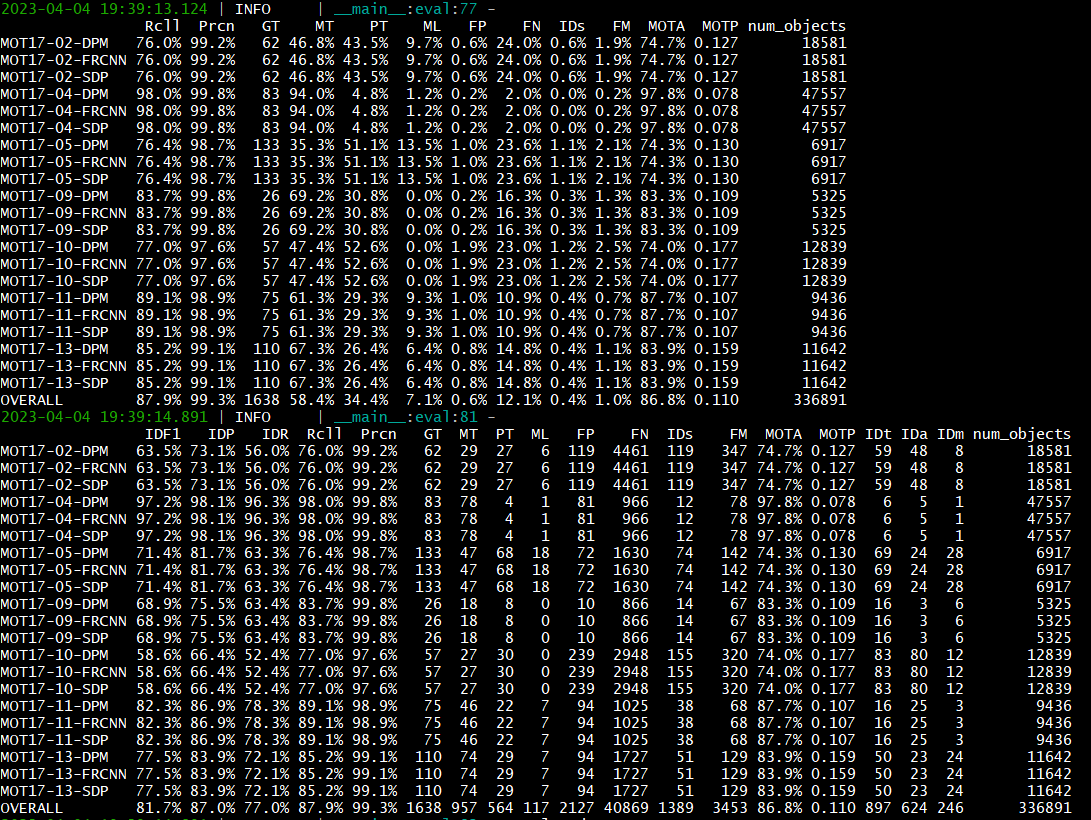 2023-04-04 19:39:13.124 | INFO     | __main__:eval:77 -
Rcll Prcn GT MT PT ML FP FN IDs FM MOTA MOTP num_objects
MOT17-02-DPM 76.0% 99.2% 62 46.8% 43.5% 9.7% 0.6% 24.0% 0.6% 1.9% 74.7% 0.127 18581
MOT17-02-FRCNN 76.0% 99.2% 62 46.8% 43.5% 9.7% 0.6% 24.0% 0.6% 1.9% 74.7% 0.127 18581
MOT17-02-SDP 76.0% 99.2% 62 46.8% 43.5% 9.7% 0.6% 24.0% 0.6% 1.9% 74.7% 0.127 18581
MOT17-04-DPM 98.0% 99.8% 83 94.0% 4.8% 1.2% 0.2% 2.0% 0.0% 0.2% 97.8% 0.078 47557
MOT17-04-FRCNN 98.0% 99.8% 83 94.0% 4.8% 1.2% 0.2% 2.0% 0.0% 0.2% 97.8% 0.078 47557
MOT17-04-SDP 98.0% 99.8% 83 94.0% 4.8% 1.2% 0.2% 2.0% 0.0% 0.2% 97.8% 0.078 47557
MOT17-05-DPM 76.4% 98.7% 133 35.3% 51.1% 13.5% 1.0% 23.6% 1.1% 2.1% 74.3% 0.130 6917
MOT17-05-FRCNN 76.4% 98.7% 133 35.3% 51.1% 13.5% 1.0% 23.6% 1.1% 2.1% 74.3% 0.130 6917
MOT17-05-SDP 76.4% 98.7% 133 35.3% 51.1% 13.5% 1.0% 23.6% 1.1% 2.1% 74.3% 0.130 6917
MOT17-09-DPM 83.7% 99.8% 26 69.2% 30.8% 0.0% 0.2% 16.3% 0.3% 1.3% 83.3% 0.109 5325
MOT17-09-FRCNN 83.7% 99.8% 26 69.2% 30.8% 0.0% 0.2% 16.3% 0.3% 1.3% 83.3% 0.109 5325
MOT17-09-SDP 83.7% 99.8% 26 69.2% 30.8% 0.0% 0.2% 16.3% 0.3% 1.3% 83.3% 0.109 5325
MOT17-10-DPM 77.0% 97.6% 57 47.4% 52.6% 0.0% 1.9% 23.0% 1.2% 2.5% 74.0% 0.177 12839
MOT17-10-FRCNN 77.0% 97.6% 57 47.4% 52.6% 0.0% 1.9% 23.0% 1.2% 2.5% 74.0% 0.177 12839
MOT17-10-SDP 77.0% 97.6% 57 47.4% 52.6% 0.0% 1.9% 23.0% 1.2% 2.5% 74.0% 0.177 12839
MOT17-11-DPM 89.1% 98.9% 75 61.3% 29.3% 9.3% 1.0% 10.9% 0.4% 0.7% 87.7% 0.107 9436
MOT17-11-FRCNN 89.1% 98.9% 75 61.3% 29.3% 9.3% 1.0% 10.9% 0.4% 0.7% 87.7% 0.107 9436
MOT17-11-SDP 89.1% 98.9% 75 61.3% 29.3% 9.3% 1.0% 10.9% 0.4% 0.7% 87.7% 0.107 9436
MOT17-13-DPM 85.2% 99.1% 110 67.3% 26.4% 6.4% 0.8% 14.8% 0.4% 1.1% 83.9% 0.159 11642
MOT17-13-FRCNN 85.2% 99.1% 110 67.3% 26.4% 6.4% 0.8% 14.8% 0.4% 1.1% 83.9% 0.159 11642
MOT17-13-SDP 85.2% 99.1% 110 67.3% 26.4% 6.4% 0.8% 14.8% 0.4% 1.1% 83.9% 0.159 11642
OVERALL 87.9% 99.3% 1638 58.4% 34.4% 7.1% 0.6% 12.1% 0.4% 1.0% 86.8% 0.110 336891
2023-04-04 19:39:14.891 | INFO     | __main__:eval:81 -
IDF1 IDP IDR Rcll Prcn GT MT PT ML FP FN IDs FM MOTA MOTP IDt IDa IDm num_objects
MOT17-02-DPM 63.5% 73.1% 56.0% 76.0% 99.2% 62 29 27 6 119 4461 119 347 74.7% 0.127 59 48 8 18581
MOT17-02-FRCNN 63.5% 73.1% 56.0% 76.0% 99.2% 62 29 27 6 119 4461 119 347 74.7% 0.127 59 48 8 18581
MOT17-02-SDP 63.5% 73.1% 56.0% 76.0% 99.2% 62 29 27 6 119 4461 119 347 74.7% 0.127 59 48 8 18581
MOT17-04-DPM 97.2% 98.1% 96.3% 98.0% 99.8% 83 78 4 1 81 966 12 78 97.8% 0.078 6 5 1 47557
MOT17-04-FRCNN 97.2% 98.1% 96.3% 98.0% 99.8% 83 78 4 1 81 966 12 78 97.8% 0.078 6 5 1 47557
MOT17-04-SDP 97.2% 98.1% 96.3% 98.0% 99.8% 83 78 4 1 81 966 12 78 97.8% 0.078 6 5 1 47557
MOT17-05-DPM 71.4% 81.7% 63.3% 76.4% 98.7% 133 47 68 18 72 1630 74 142 74.3% 0.130 69 24 28 6917
MOT17-05-FRCNN 71.4% 81.7% 63.3% 76.4% 98.7% 133 47 68 18 72 1630 74 142 74.3% 0.130 69 24 28 6917
MOT17-05-SDP 71.4% 81.7% 63.3% 76.4% 98.7% 133 47 68 18 72 1630 74 142 74.3% 0.130 69 24 28 6917
MOT17-09-DPM 68.9% 75.5% 63.4% 83.7% 99.8% 26 18 8 0 10 866 14 67 83.3% 0.109 16 3 6 5325
MOT17-09-FRCNN 68.9% 75.5% 63.4% 83.7% 99.8% 26 18 8 0 10 866 14 67 83.3% 0.109 16 3 6 5325
MOT17-09-SDP 68.9% 75.5% 63.4% 83.7% 99.8% 26 18 8 0 10 866 14 67 83.3% 0.109 16 3 6 5325
MOT17-10-DPM 58.6% 66.4% 52.4% 77.0% 97.6% 57 27 30 0 239 2948 155 320 74.0% 0.177 83 80 12 12839
MOT17-10-FRCNN 58.6% 66.4% 52.4% 77.0% 97.6% 57 27 30 0 239 2948 155 320 74.0% 0.177 83 80 12 12839
MOT17-10-SDP 58.6% 66.4% 52.4% 77.0% 97.6% 57 27 30 0 239 2948 155 320 74.0% 0.177 83 80 12 12839
MOT17-11-DPM 82.3% 86.9% 78.3% 89.1% 98.9% 75 46 22 7 94 1025 38 68 87.7% 0.107 16 25 3 9436
MOT17-11-FRCNN 82.3% 86.9% 78.3% 89.1% 98.9% 75 46 22 7 94 1025 38 68 87.7% 0.107 16 25 3 9436
MOT17-11-SDP 82.3% 86.9% 78.3% 89.1% 98.9% 75 46 22 7 94 1025 38 68 87.7% 0.107 16 25 3 9436
MOT17-13-DPM 77.5% 83.9% 72.1% 85.2% 99.1% 110 74 29 7 94 1727 51 129 83.9% 0.159 50 23 24 11642
MOT17-13-FRCNN 77.5% 83.9% 72.1% 85.2% 99.1% 110 74 29 7 94 1727 51 129 83.9% 0.159 50 23 24 11642
MOT17-13-SDP 77.5% 83.9% 72.1% 85.2% 99.1% 110 74 29 7 94 1727 51 129 83.9% 0.159 50 23 24 11642
OVERALL 81.7% 87.0% 77.0% 87.9% 99.3% 1638 957 564 117 2127 40869 1389 3453 86.8% 0.110 897 624 246 336891